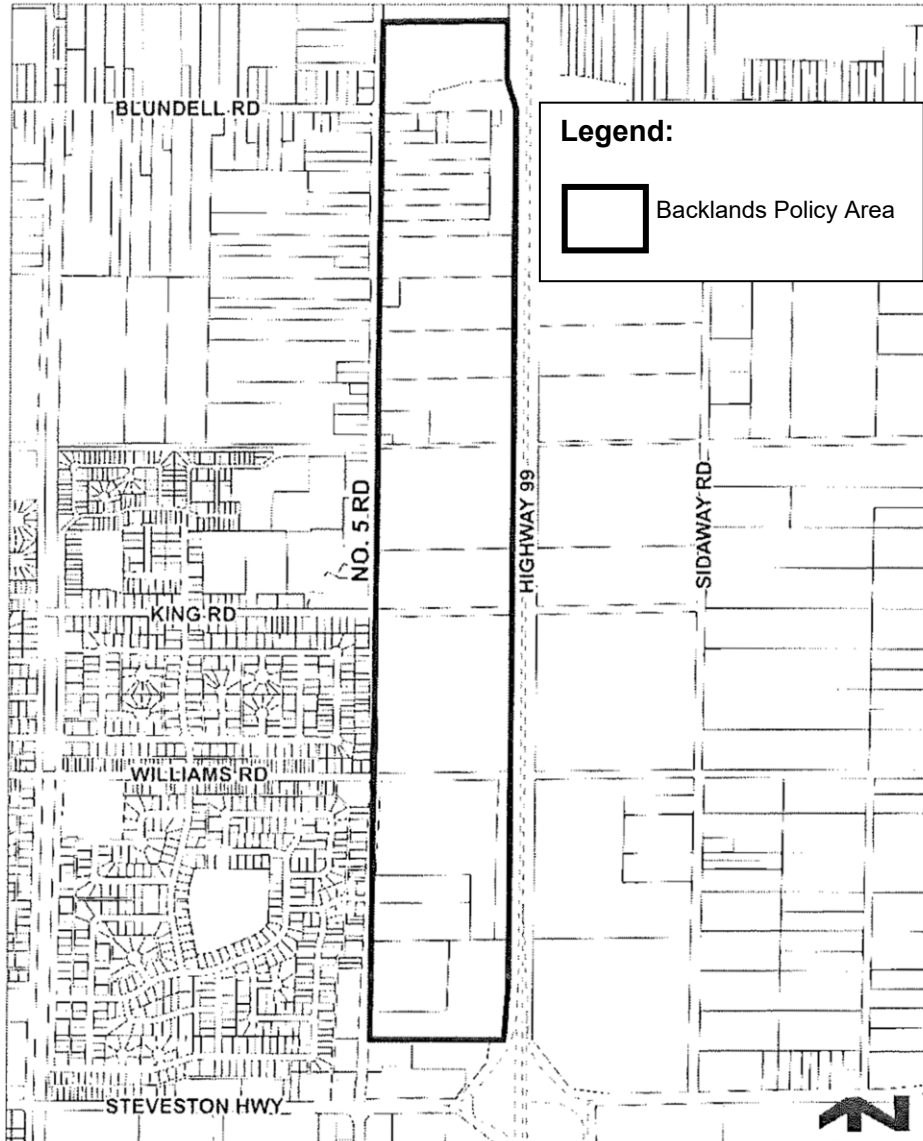 BLUNDELL RD
Legend:
Backlands Policy Area
NO. 5 RD
HIGHWAY 99
SIDAWAY RD
KING RD
WILLIAMS RD
STEVESTON HWY
N